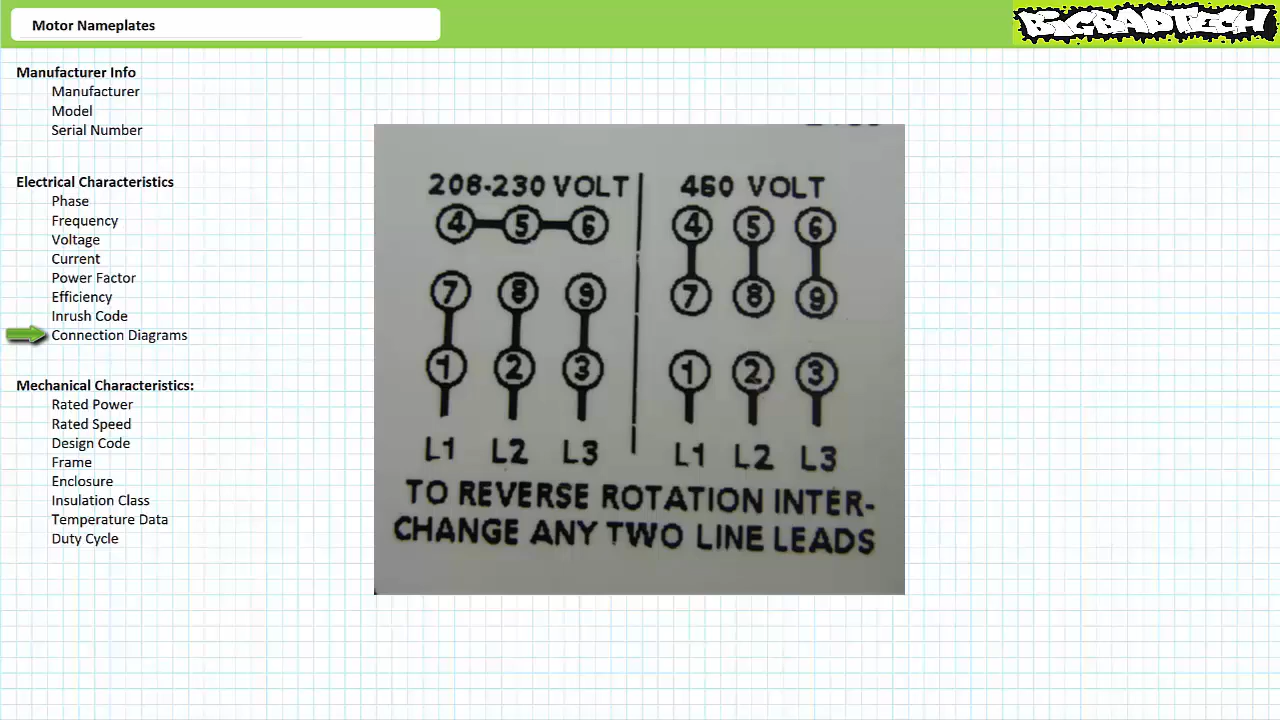 Motor Nameplates
BIGBADTECH
Manufacturer Info
Manufacturer
Model
Serial Number
Electrical Characteristics
Phase
Frequency
Voltage
Current
Power Factor
Efficiency
Inrush Code
Connection Diagrams
Mechanical Characteristics:
Rated Power
Rated Speed
Design Code
Frame
Enclosure
Insulation Class
Temperature Data
Duty Cycle
208-230 VOLT
4 5 6
7 8 9
1 2 3
L1 L2 L3
460 VOLT
4 5 6
7 8 9
1 2 3
L1 L2 L3
TO REVERSE ROTATION INTER-
CHANGE ANY TWO LINE LEADS